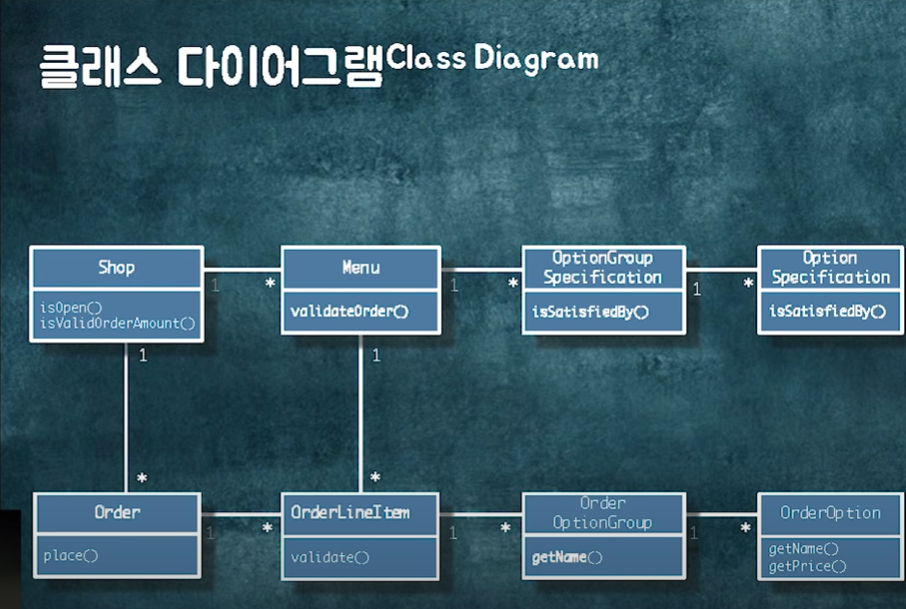 클래스 다이어그램Class Diagram
Shop
isOpen()
isValidOrderAmount()
1
*
Menu
validateOrder()
1
*
OptionGroup
Specification
isSatisfiedBy()
1
*
Option
Specification
isSatisfiedBy()
1
*
1
*
Order
place()
1
*
OrderLineItem
validate()
1
*
Order
OptionGroup
getName()
1
*
OrderOption
getName()
getPrice()